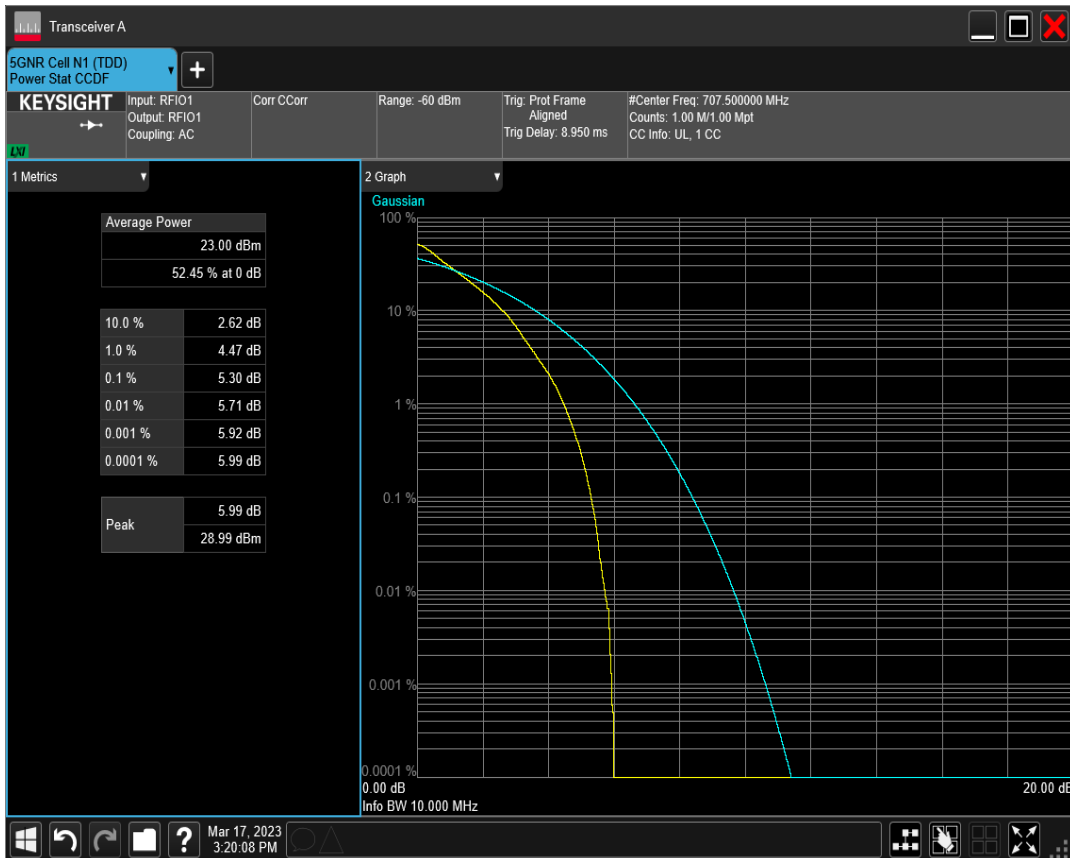 Transceiver A
5GNR Cell N1 (TDD)
Power Stat CCDF
+
KEYSIGHT
LXI
Input: RFIO1
Output: RFIO1
Coupling: AC
Corr CCorr
Range: -60 dBm
Trig: Prot Frame
Aligned
Trig Delay: 8.950 ms
#Center Freq: 707.500000 MHz
Counts: 1.00 M/1.00 Mpt
CC Info: UL, 1 CC
1 Metrics
Average Power
23.00 dBm
52.45 % at 0 dB
10.0 % 2.62 dB
1.0 % 4.47 dB
0.1 % 5.30 dB
0.01 % 5.71 dB
0.001 % 5.92 dB
0.0001 % 5.99 dB
Peak 5.99 dB
28.99 dBm
2 Graph
Gaussian
100 %
10 %
1 %
0.1 %
0.01 %
0.001 %
0.0001 %
0.00 dB 20.00 dB
Info BW 10.000 MHz
?
Mar 17, 2023
3:20:08 PM